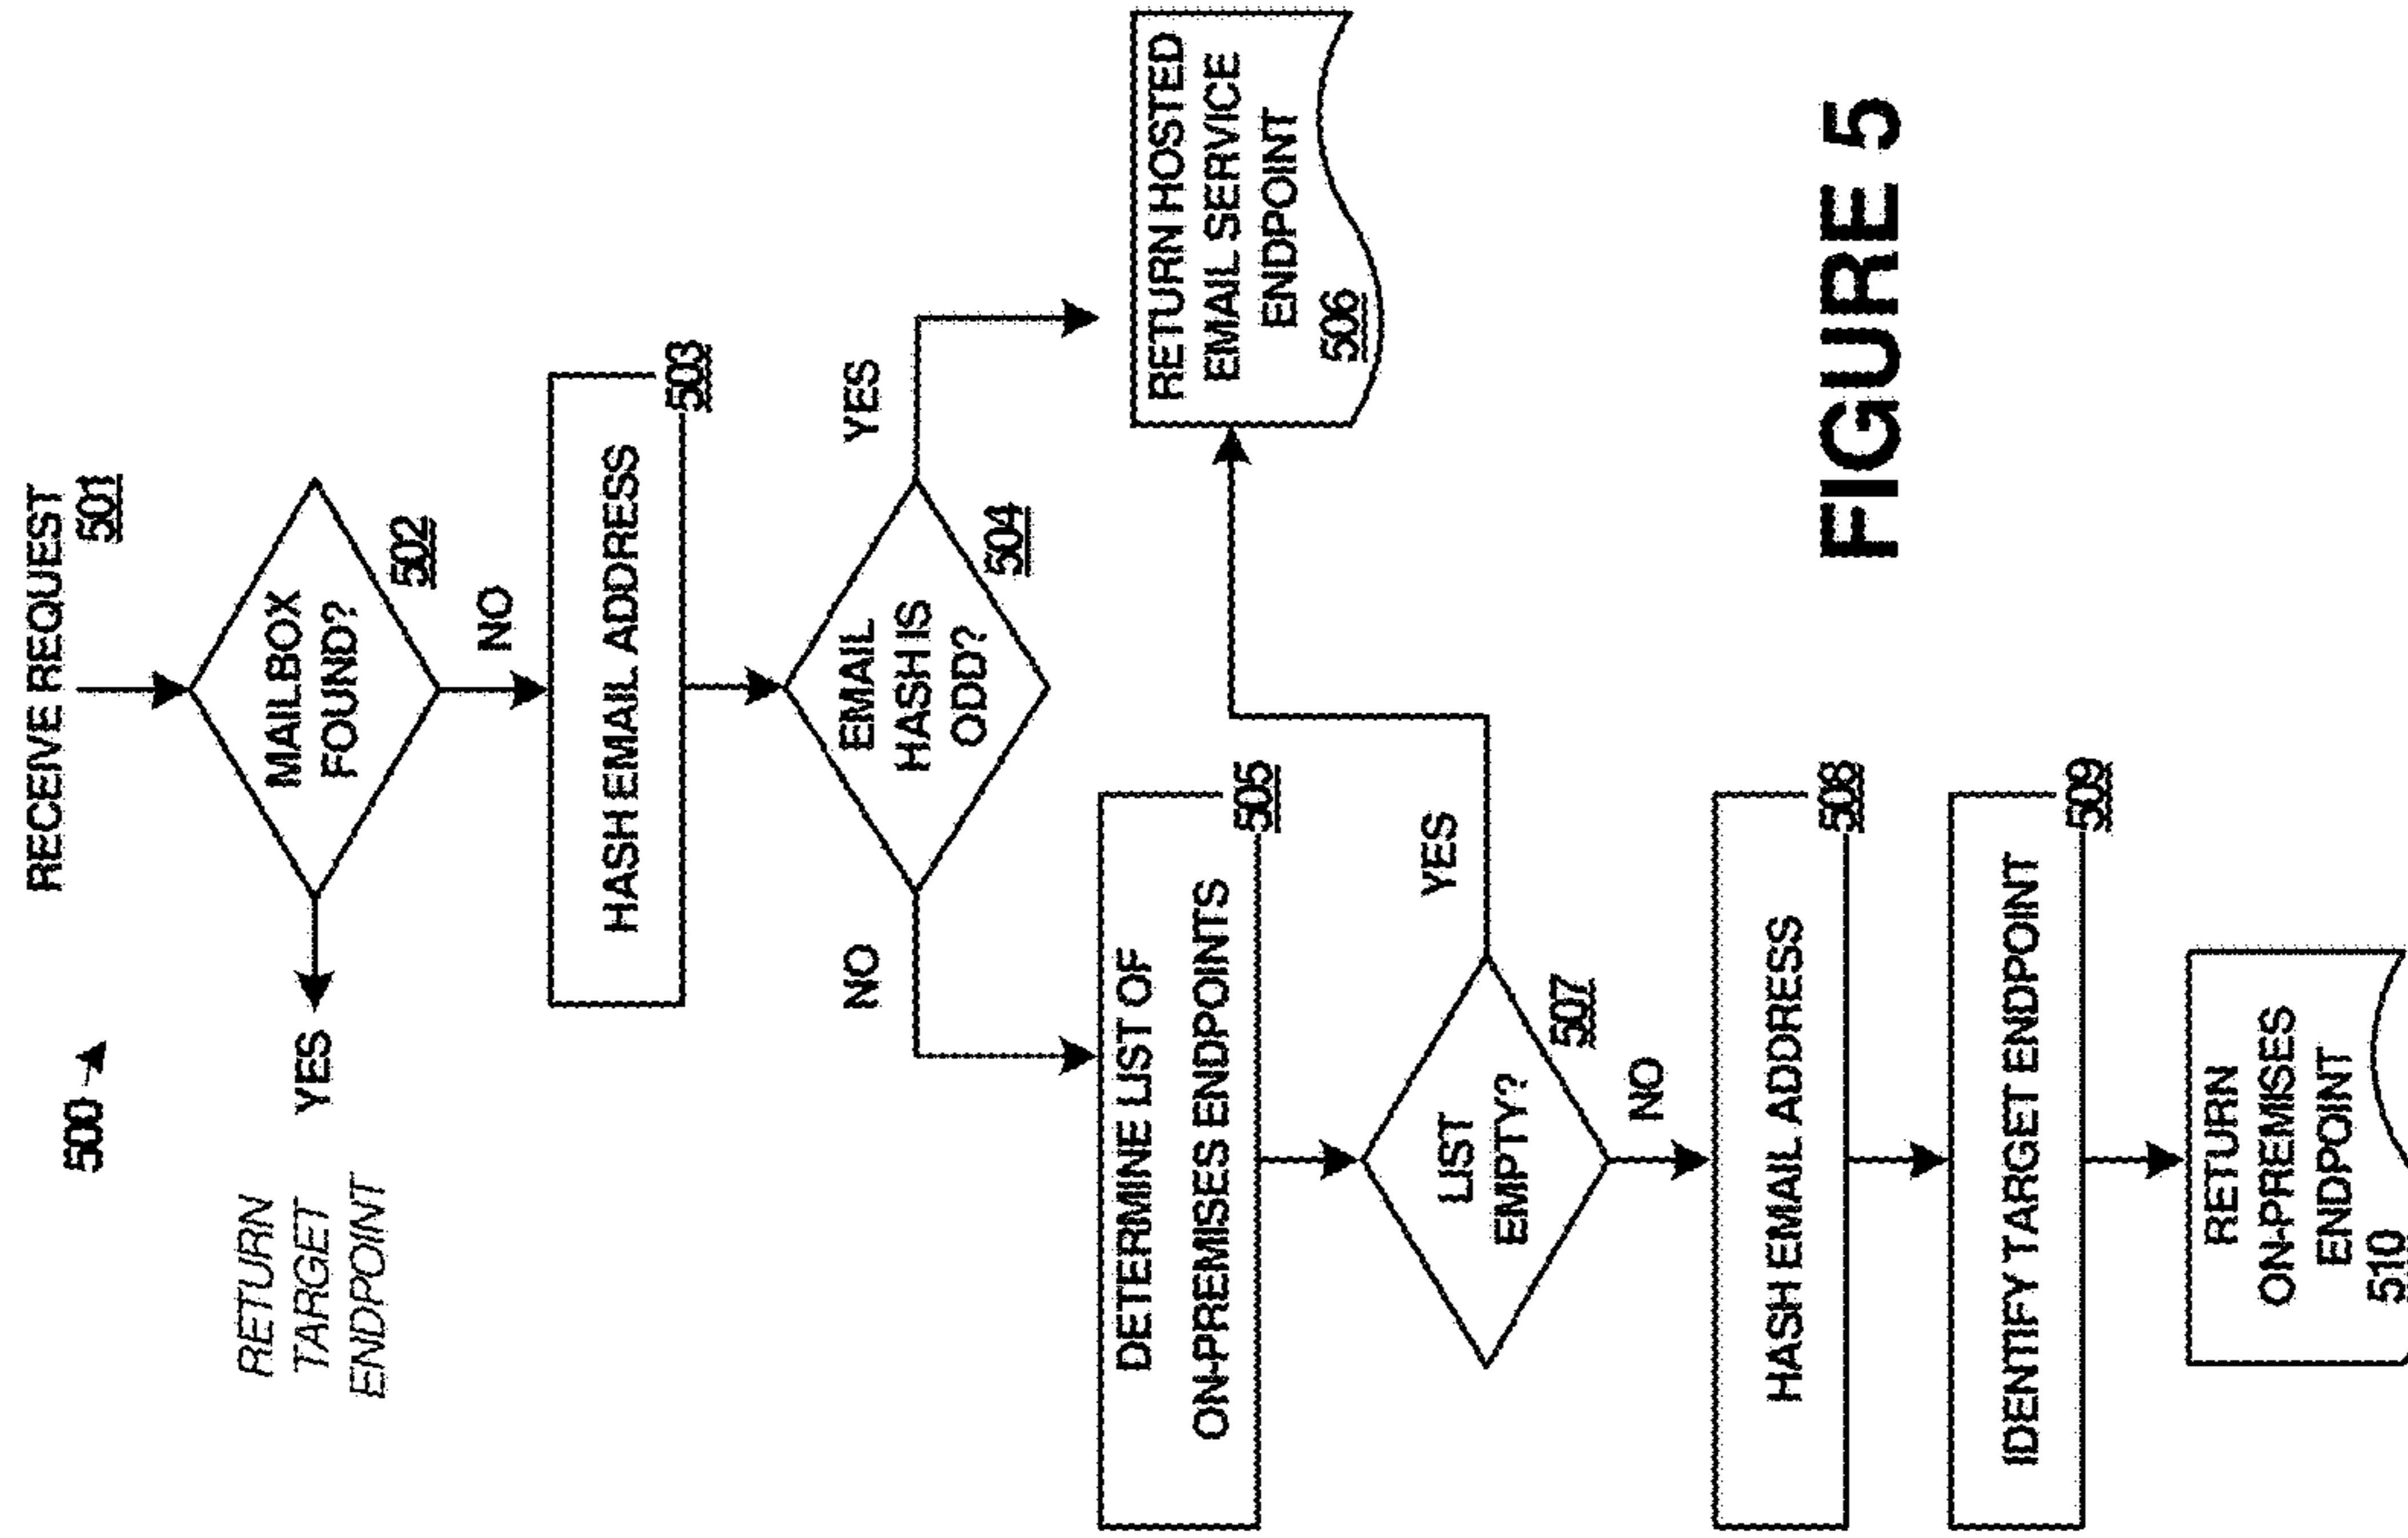 500
RECEIVE REQUEST
501
MAILBOX
FOUND?
502
YES
RETURN
TARGET
ENDPOINT
NO
HASH EMAIL ADDRESS
503
EMAIL
HASH IS
ODD?
504
NO
YES
DETERMINE LIST OF
ON-PREMISES ENDPOINTS
505
RETURN HOSTED
EMAIL SERVICE
ENDPOINT
506
LIST
EMPTY?
507
YES
NO
HASH EMAIL ADDRESS
508
IDENTIFY TARGET ENDPOINT
509
RETURN
ON-PREMISES
ENDPOINT
510
FIGURE 5